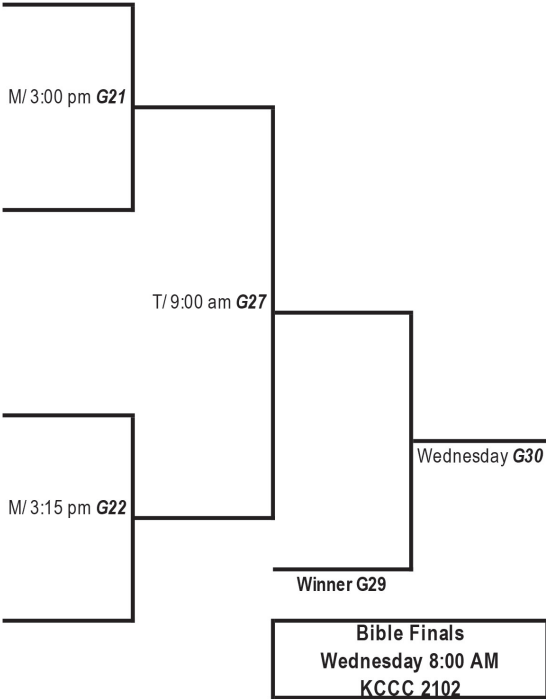 M/ 3:00 pm G21
T/ 9:00 am G27
Wednesday G30
M/ 3:15 pm G22
Winner G29
Bible Finals
Wednesday 8:00 AM
KCCC 2102